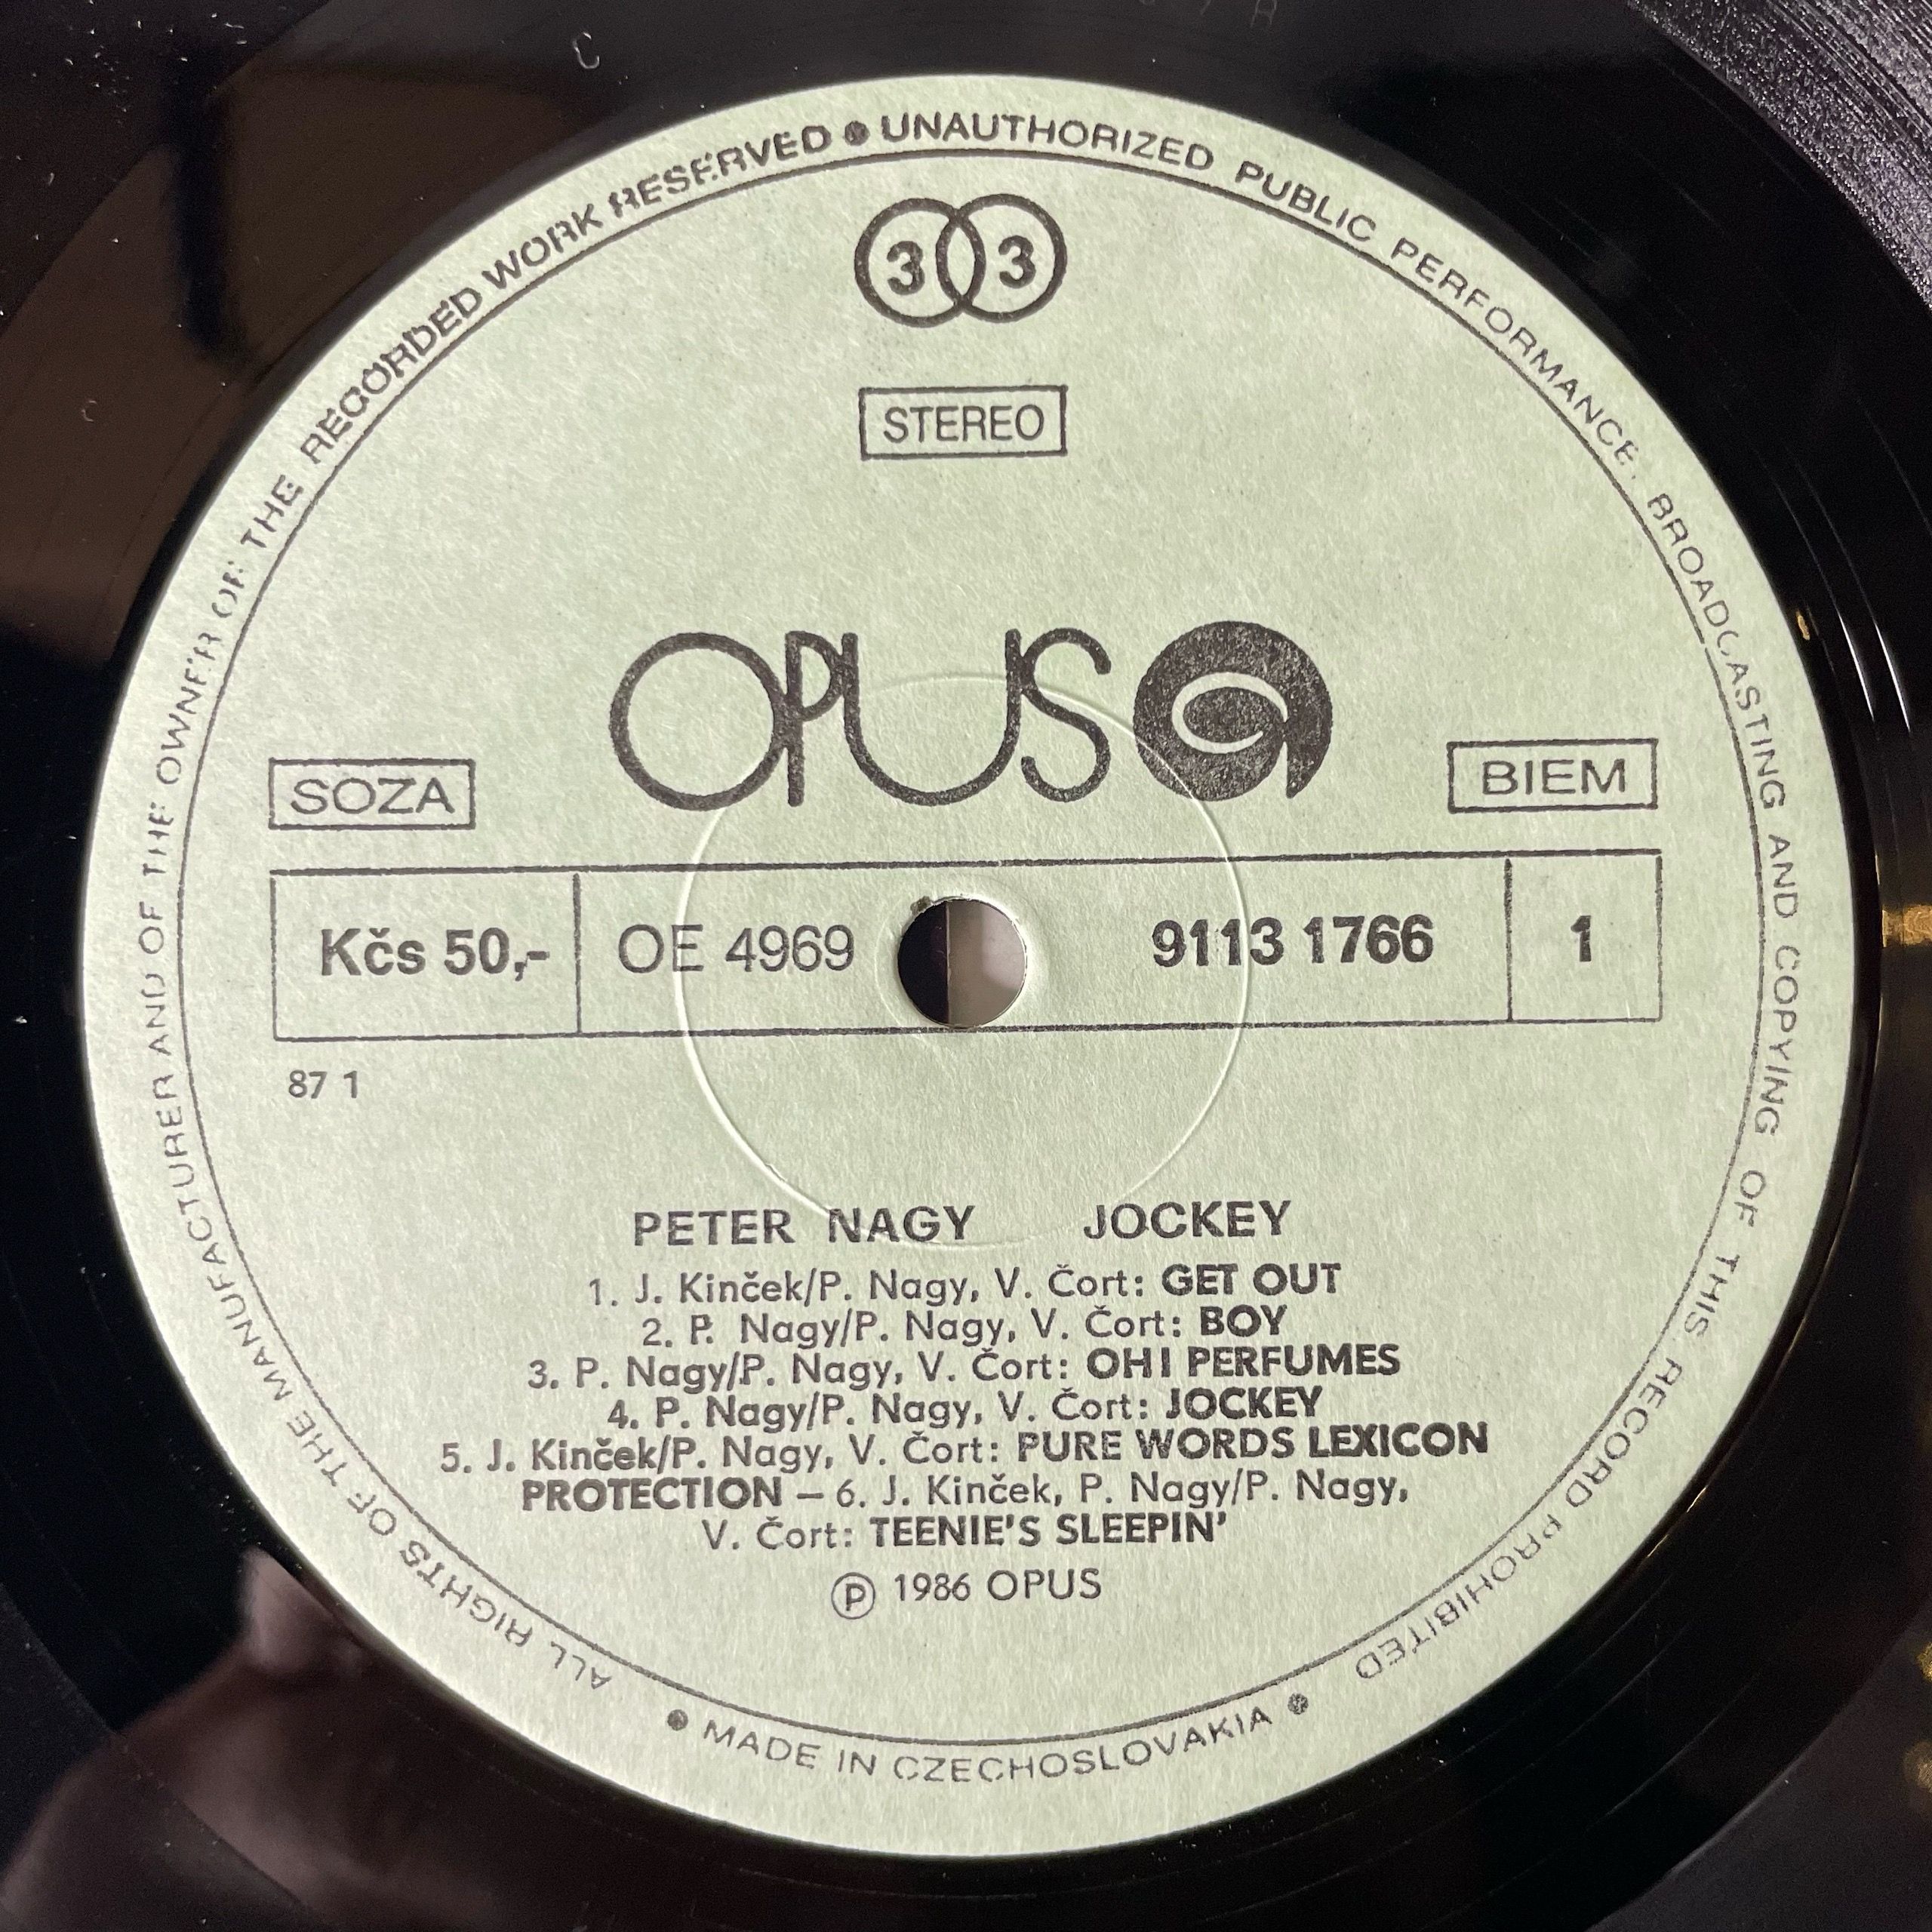 ALL RIGHTS OF THE MANUFACTURER AND OF THE OWNER OF THE RECORDED WORK RESERVED ● UNAUTHORIZED PUBLIC PERFORMANCE, BROADCASTING AND COPYING OF THIS RECORD PROHIBITED
33
STEREO
OPUS
SOZA
BIEM
Kčs 50,- OE 4969 9113 1766 1
87 1
PETER NAGY JOCKEY
1. J. Kinček/P. Nagy, V. Čort: GET OUT
2. P. Nagy/P. Nagy, V. Čort: BOY
3. P. Nagy/P. Nagy, V. Čort: OH! PERFUMES
4. P. Nagy/P. Nagy, V. Čort: JOCKEY
5. J. Kinček/P. Nagy, V. Čort: PURE WORDS LEXICON
PROTECTION – 6. J. Kinček, P. Nagy/P. Nagy,
V. Čort: TEENIE'S SLEEPIN'
Ⓟ 1986 OPUS
● MADE IN CZECHOSLOVAKIA ●